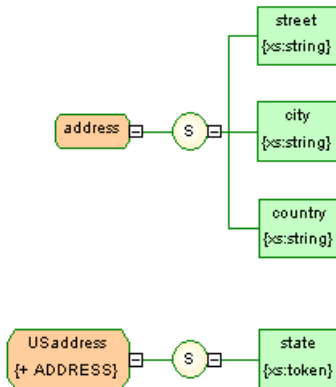 street
{xs:string}
address
S
city
{xs:string}
country
{xs:string}
USaddress
{+ ADDRESS}
S
state
{xs:token}